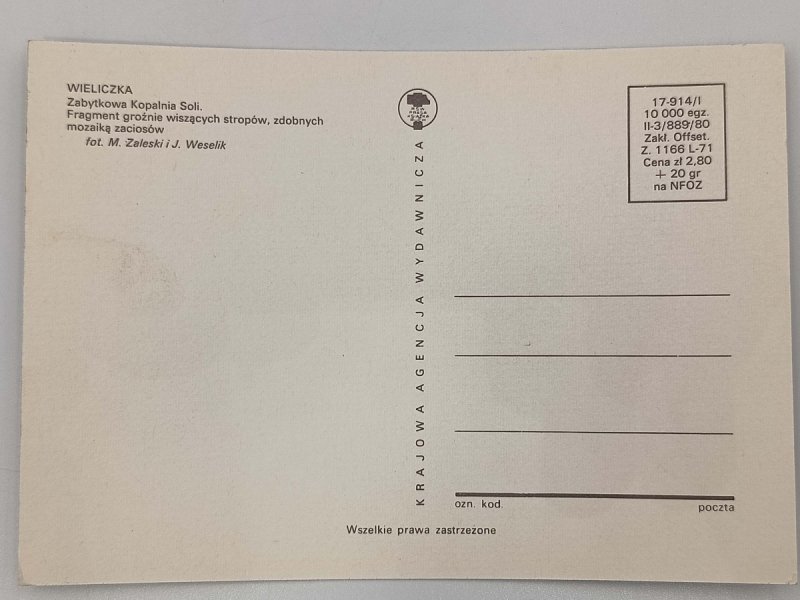 WIELICZKA
Zabytkowa Kopalnia Soli.
Fragment groźnie wiszących stropów, zdobnych
mozaiką zaciosów
fot. M. Zaleski i J. Weselik
KRAJOWA AGENCJA WYDAWNICZA
17-914/I
10 000 egz.
II-3/889/80
Zakł. Offset.
Z. 1166 L-71
Cena zł 2,80
+ 20 gr
na NFOZ
ozn. kod.
poczta
Wszelkie prawa zastrzeżone